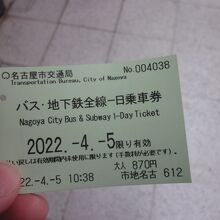 ○名古屋市交通局
Transportation Bureau, City of Nagoya
No.004038
バス・地下鉄全線一日乗車券
Nagoya City Bus & Subway 1-Day Ticket
2022.-4.-5限り有効
大人 870円
22.-4.-5 10:38 市地名古 612